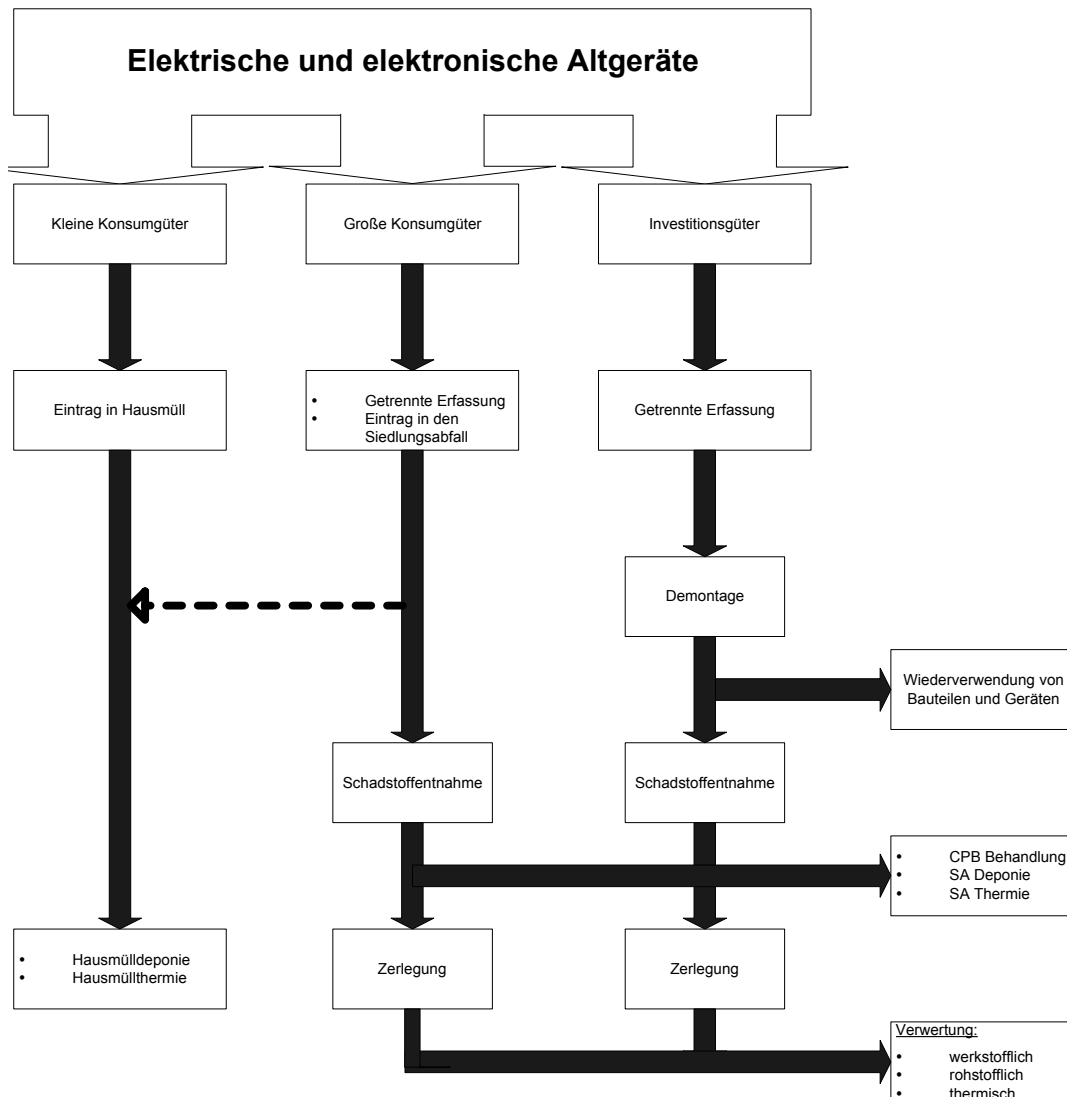 Elektrische und elektronische Altgeräte
Kleine Konsumgüter
Große Konsumgüter
Investitionsgüter
Eintrag in Hausmüll
• Getrennte Erfassung
• Eintrag in den
Siedlungsabfall
Getrennte Erfassung
Demontage
Wiederverwendung von
Bauteilen und Geräten
Schadstoffentnahme
Schadstoffentnahme
• CPB Behandlung
• SA Deponie
• SA Thermie
• Hausmülldeponie
• Hausmüllthermie
Zerlegung
Zerlegung
Verwertung:
• werkstofflich
• rohstofflich
• thermisch